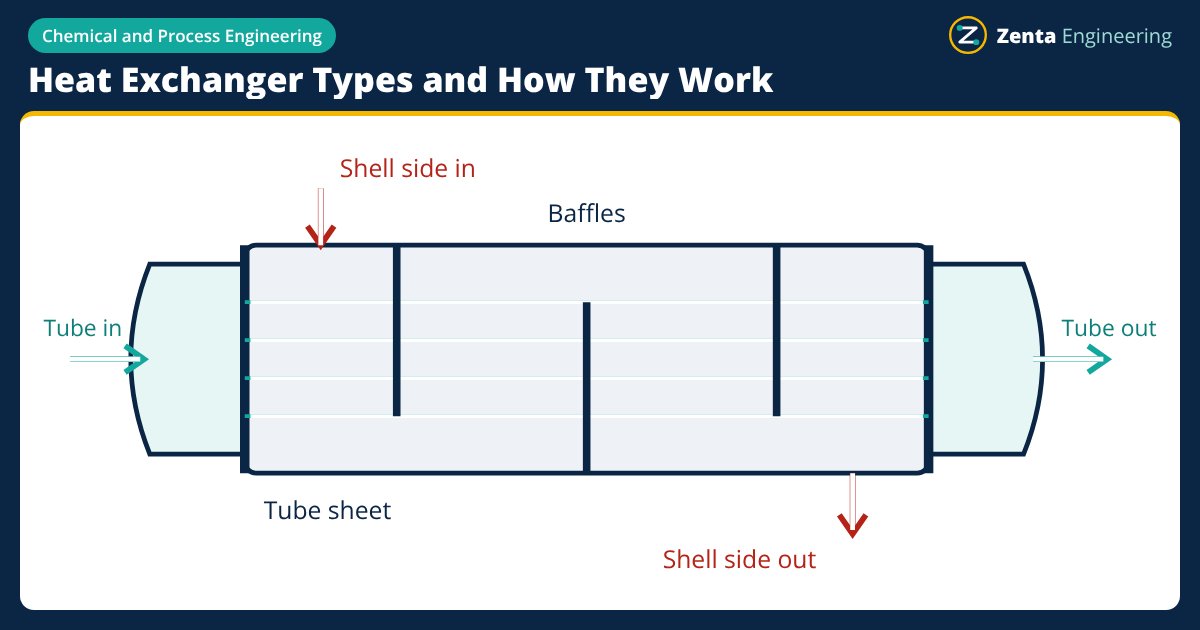 Chemical and Process Engineering
Zenta Engineering
Heat Exchanger Types and How They Work
Shell side in
Baffles
Tube in
Tube out
Tube sheet
Shell side out